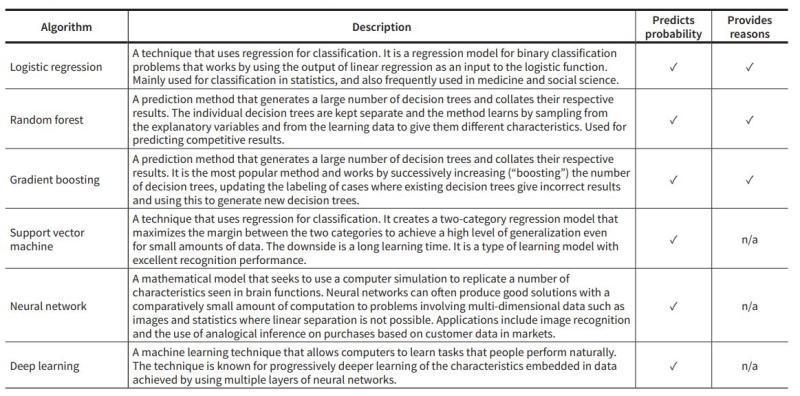 Algorithm
Description
Predicts
probability
Provides
reasons
Logistic regression
A technique that uses regression for classification. It is a regression model for binary classification
problems that works by using the output of linear regression as an input to the logistic function.
Mainly used for classification in statistics, and also frequently used in medicine and social science.
✓
✓
Random forest
A prediction method that generates a large number of decision trees and collates their respective
results. The individual decision trees are kept separate and the method learns by sampling from
the explanatory variables and from the learning data to give them different characteristics. Used for
predicting competitive results.
✓
✓
Gradient boosting
A prediction method that generates a large number of decision trees and collates their respective
results. It is the most popular method and works by successively increasing (“boosting”) the number
of decision trees, updating the labeling of cases where existing decision trees give incorrect results
and using this to generate new decision trees.
✓
✓
Support vector
machine
A technique that uses regression for classification. It creates a two-category regression model that
maximizes the margin between the two categories to achieve a high level of generalization even
for small amounts of data. The downside is a long learning time. It is a type of learning model with
excellent recognition performance.
✓
n/a
Neural network
A mathematical model that seeks to use a computer simulation to replicate a number of
characteristics seen in brain functions. Neural networks can often produce good solutions with a
comparatively small amount of computation to problems involving multi-dimensional data such as
images and statistics where linear separation is not possible. Applications include image recognition
and the use of analogical inference on purchases based on customer data in markets.
✓
n/a
Deep learning
A machine learning technique that allows computers to learn tasks that people perform naturally.
The technique is known for progressively deeper learning of the characteristics embedded in data
achieved by using multiple layers of neural networks.
✓
n/a